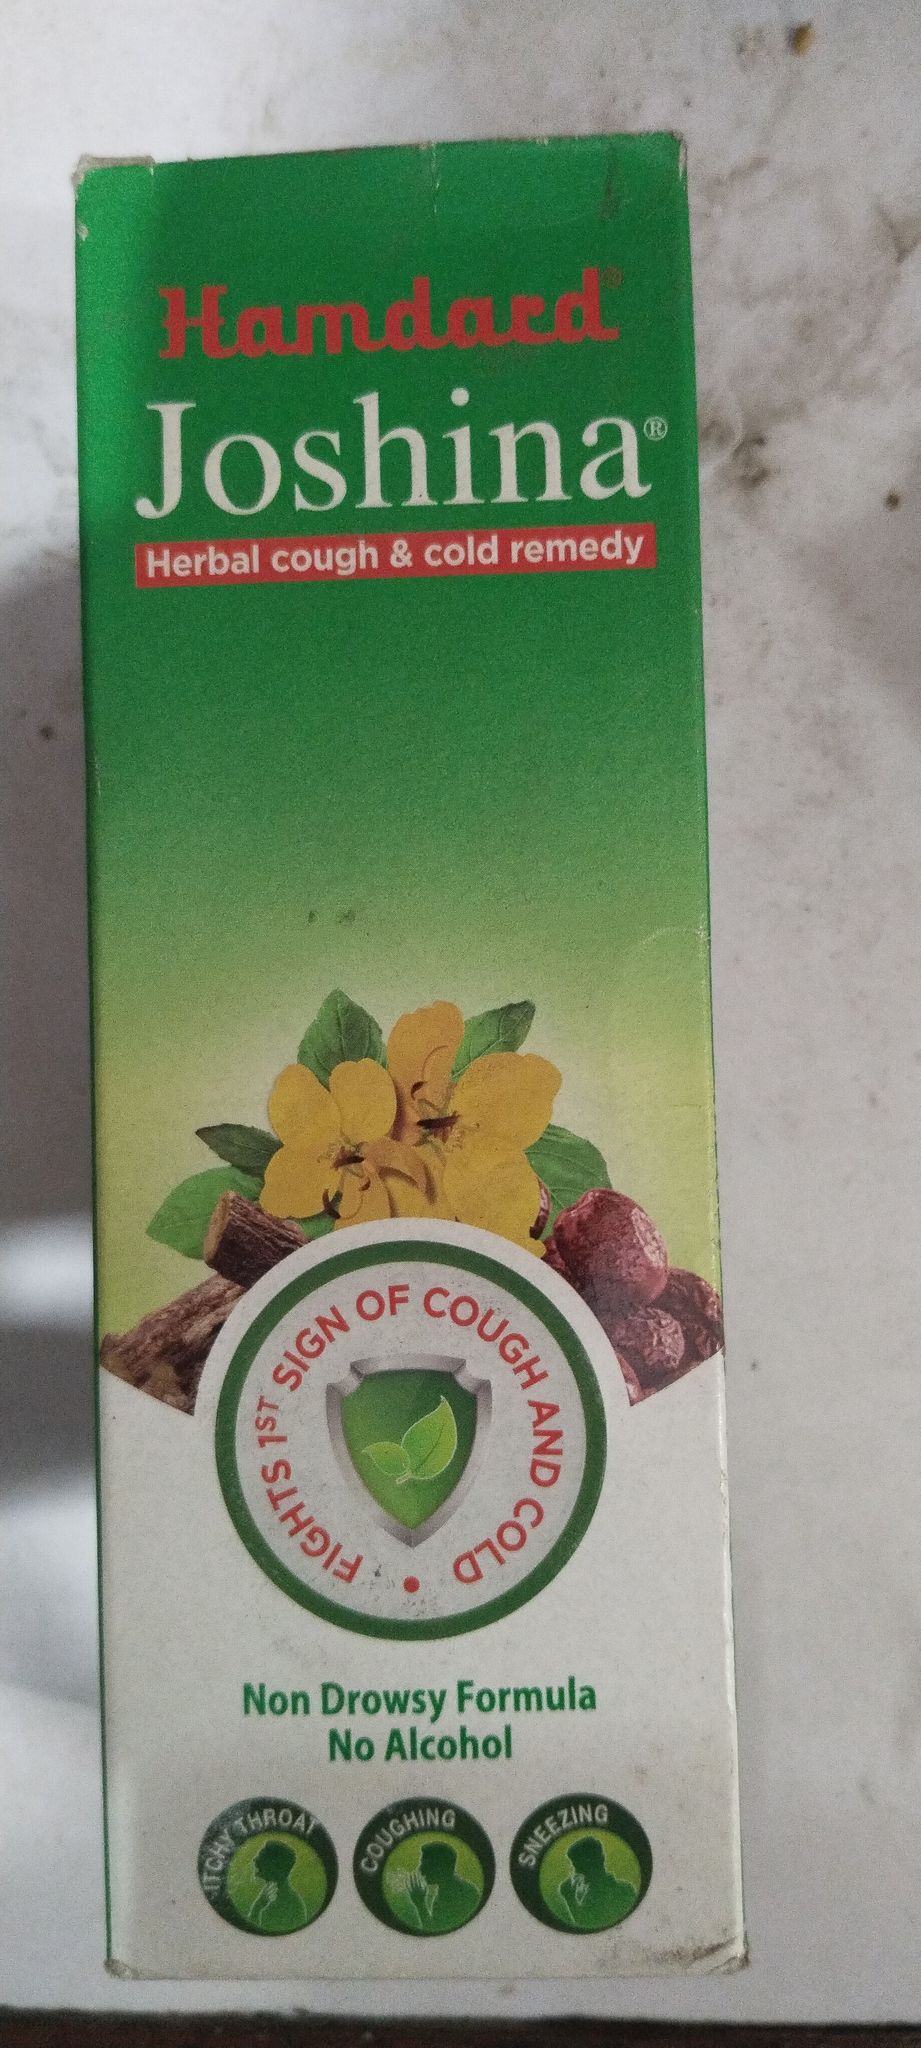 Hamdard®
Joshina®
Herbal cough & cold remedy
FIGHTS 1ST SIGN OF COUGH AND COLD •
Non Drowsy Formula
No Alcohol
ITCHY THROAT
COUGHING
SNEEZING